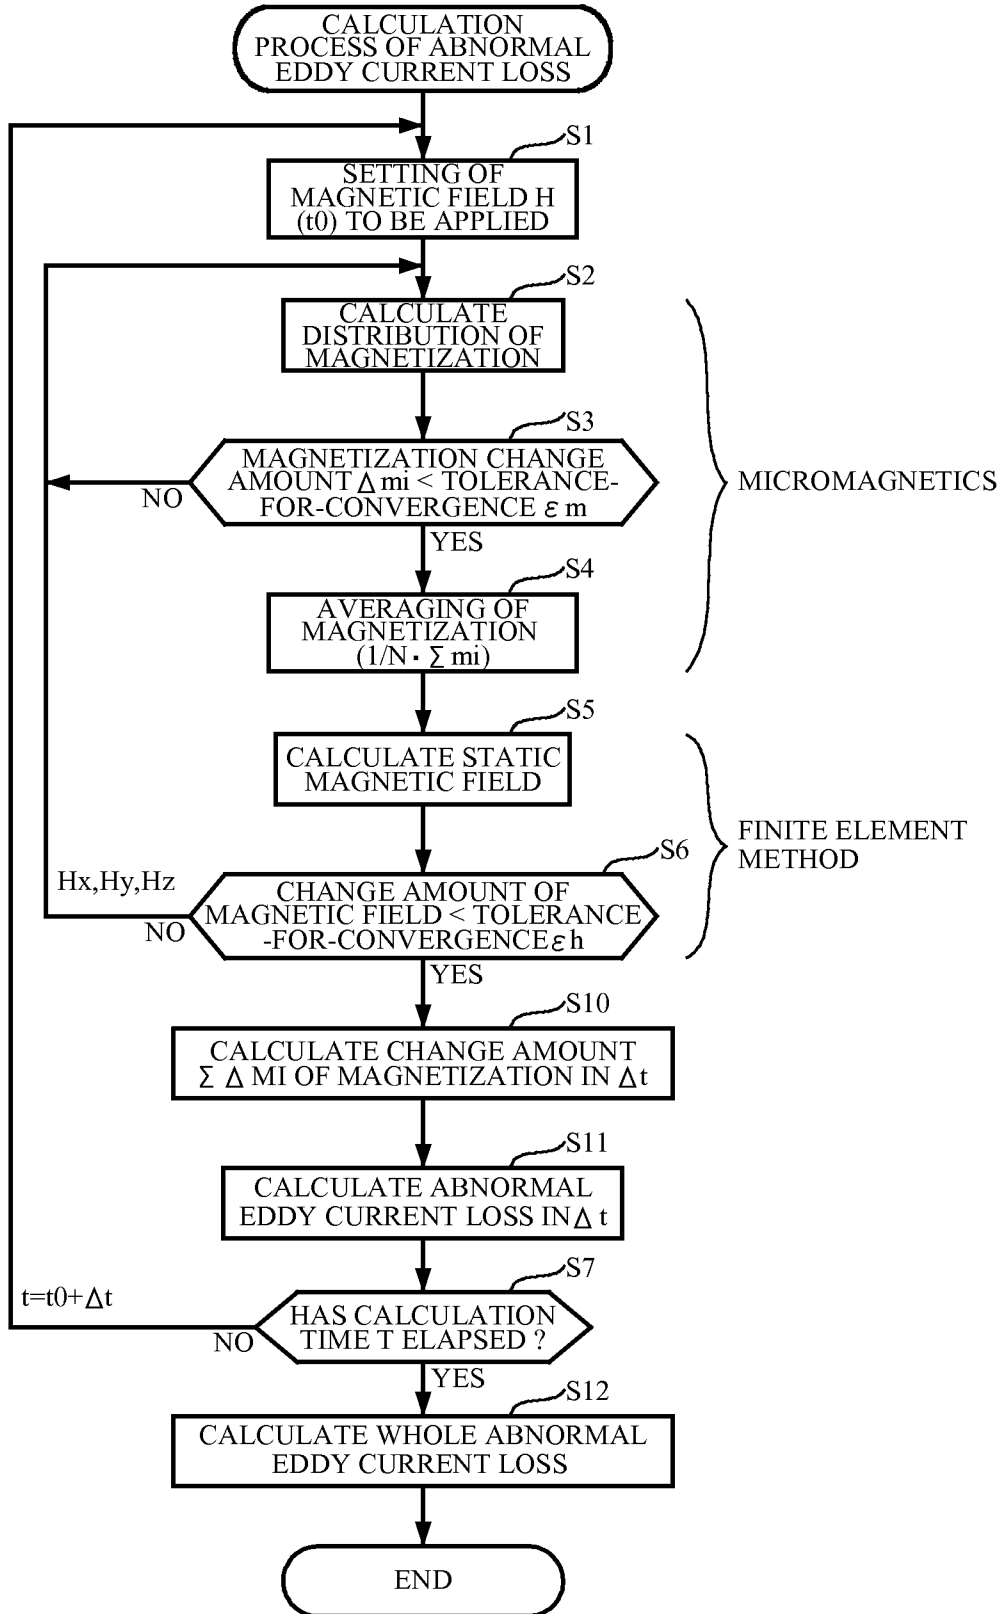 CALCULATION
PROCESS OF ABNORMAL
EDDY CURRENT LOSS
S1
SETTING OF
MAGNETIC FIELD H
(t0) TO BE APPLIED
S2
CALCULATE
DISTRIBUTION OF
MAGNETIZATION
S3
MAGNETIZATION CHANGE
AMOUNT Δmi < TOLERANCE-
FOR-CONVERGENCE εm
NO
YES
MICROMAGNETICS
S4
AVERAGING OF
MAGNETIZATION
(1/N · Σ mi)
S5
CALCULATE STATIC
MAGNETIC FIELD
FINITE ELEMENT
METHOD
S6
CHANGE AMOUNT OF
MAGNETIC FIELD < TOLERANCE
-FOR-CONVERGENCE εh
Hx,Hy,Hz
NO
YES
S10
CALCULATE CHANGE AMOUNT
Σ Δ MI OF MAGNETIZATION IN Δt
S11
CALCULATE ABNORMAL
EDDY CURRENT LOSS IN Δ t
S7
HAS CALCULATION
TIME T ELAPSED ?
t=t0+Δt
NO
YES
S12
CALCULATE WHOLE ABNORMAL
EDDY CURRENT LOSS
END